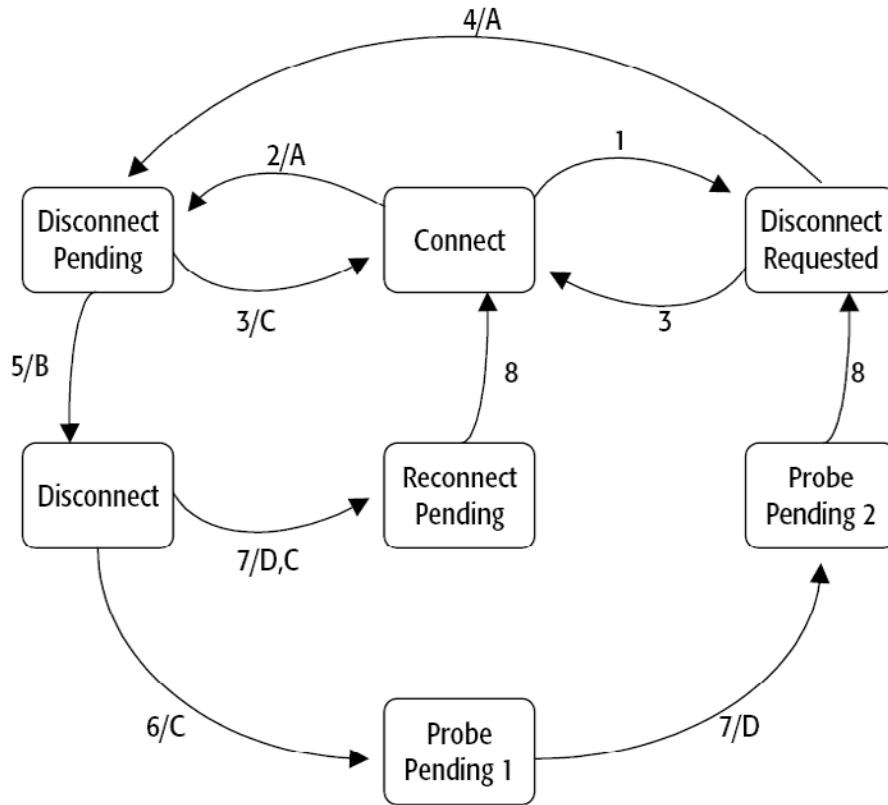 4/A
2/A
1
Disconnect
Pending
Connect
Disconnect
Requested
3/C
3
5/B
8
8
Disconnect
Reconnect
Pending
Probe
Pending 2
7/D,C
6/C
Probe
Pending 1
7/D